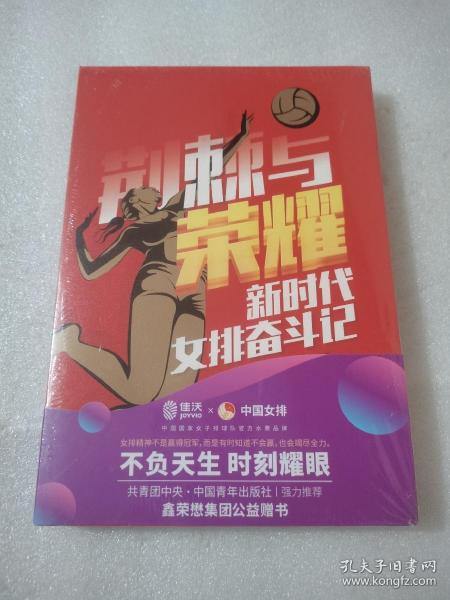 荆棘与
荣耀
新时代
女排奋斗记
佳沃
JOYVIO
×
中国女排
中国国家女子排球队官方水果品牌
女排精神不是赢得冠军，而是有时知道不会赢，也会竭尽全力。
不负天生 时刻耀眼
共青团中央·中国青年出版社｜强力推荐
鑫荣懋集团公益赠书
孔夫子旧书网
www.kongfz.com